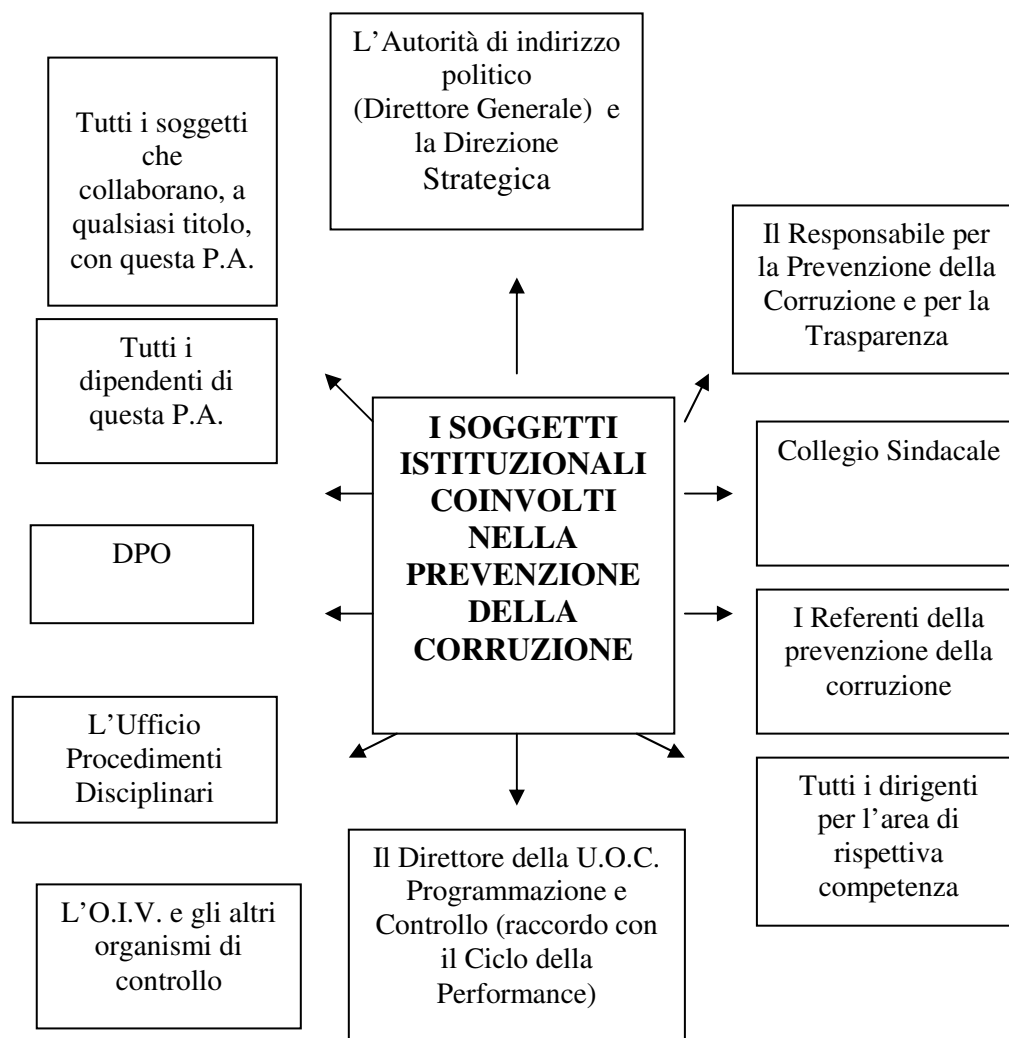 L'Autorità di indirizzo
politico
(Direttore Generale) e
la Direzione
Strategica
Tutti i soggetti
che
collaborano, a
qualsiasi titolo,
con questa P.A.
Il Responsabile per
la Prevenzione della
Corruzione e per la
Trasparenza
Tutti i
dipendenti di
questa P.A.
I SOGGETTI
ISTITUZIONALI
COINVOLTI
NELLA
PREVENZIONE
DELLA
CORRUZIONE
Collegio Sindacale
DPO
I Referenti della
prevenzione della
corruzione
L'Ufficio
Procedimenti
Disciplinari
Tutti i dirigenti
per l'area di
rispettiva
competenza
Il Direttore della U.O.C.
Programmazione e
Controllo (raccordo con
il Ciclo della
Performance)
L'O.I.V. e gli altri
organismi di
controllo